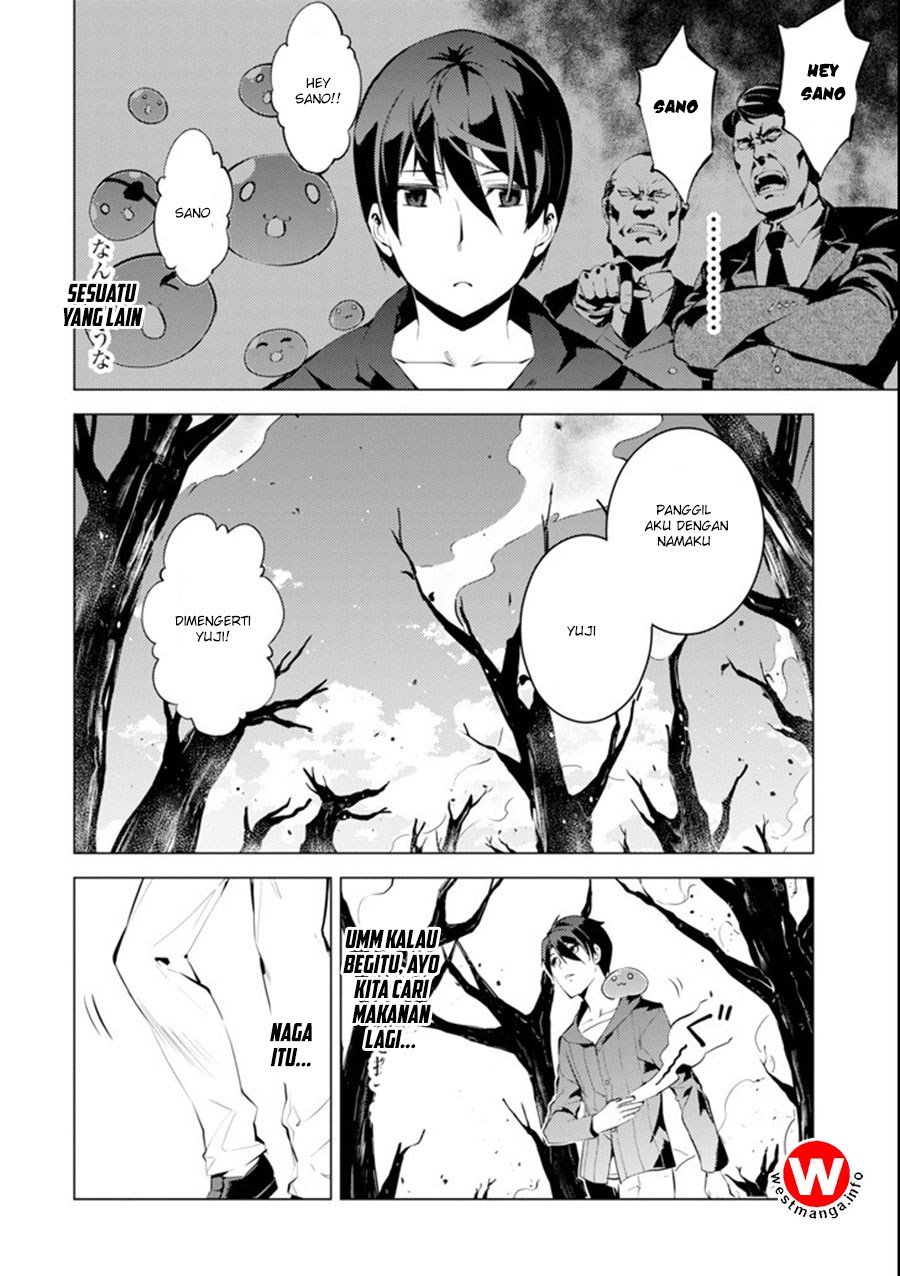 HEY
SANO
SANO
HEY
SANO!!
SANO
SESUATU
YANG LAIN
なん
うな
PANGGIL
AKU DENGAN
NAMAKU
YUJI
DIMENGERTI
YUJI!
UMM KALAU
BEGITU, AYO
KITA CARI
MAKANAN
LAGI...
NAGA
ITU...
W
westmanga.info